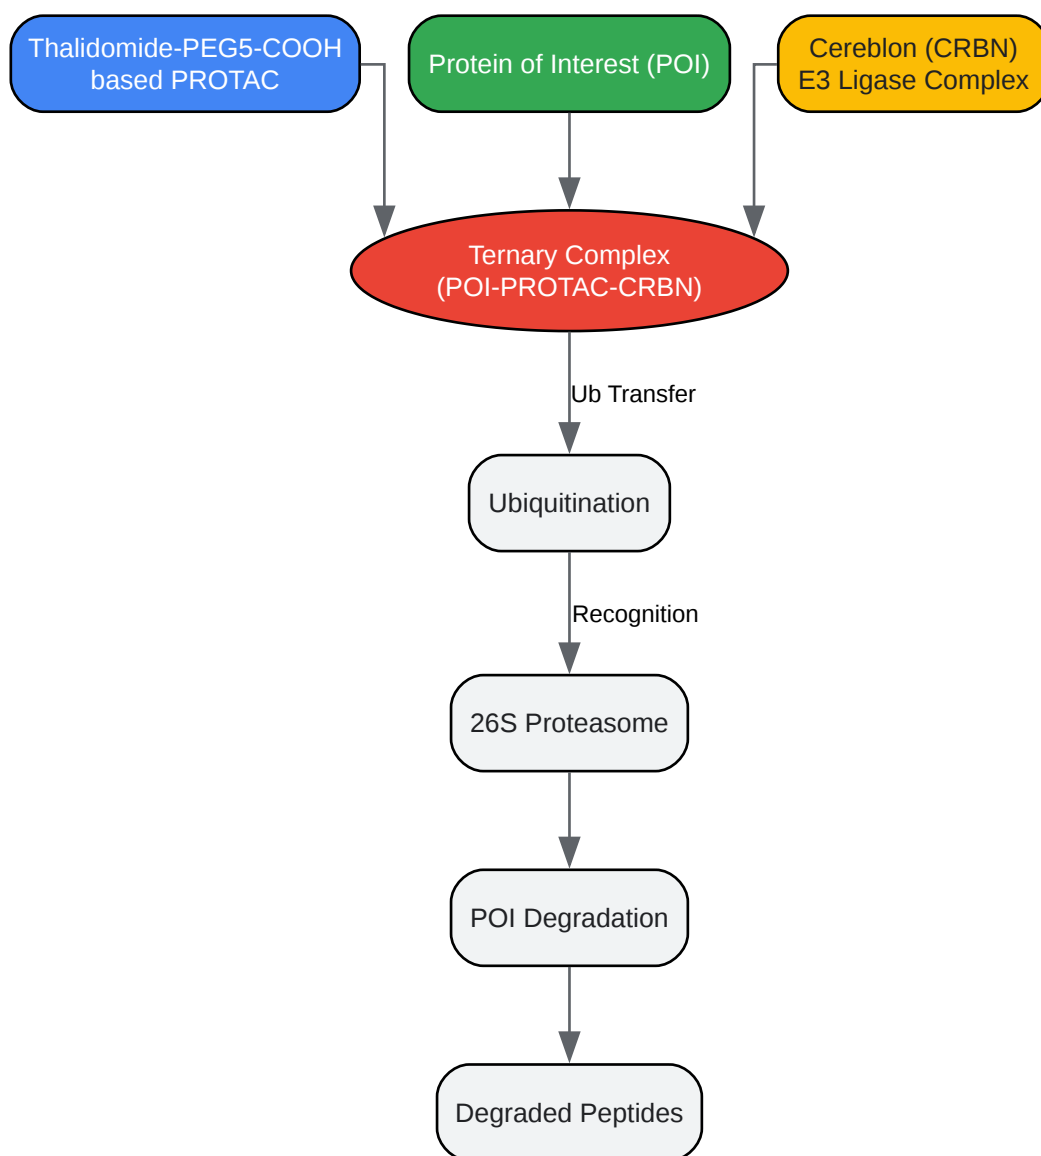 Thalidomide-PEG5-COOH
based PROTAC
Protein of Interest (POI)
Cereblon (CRBN)
E3 Ligase Complex
Ternary Complex
(POI-PROTAC-CRBN)
Ub Transfer
Ubiquitination
Recognition
26S Proteasome
POI Degradation
Degraded Peptides